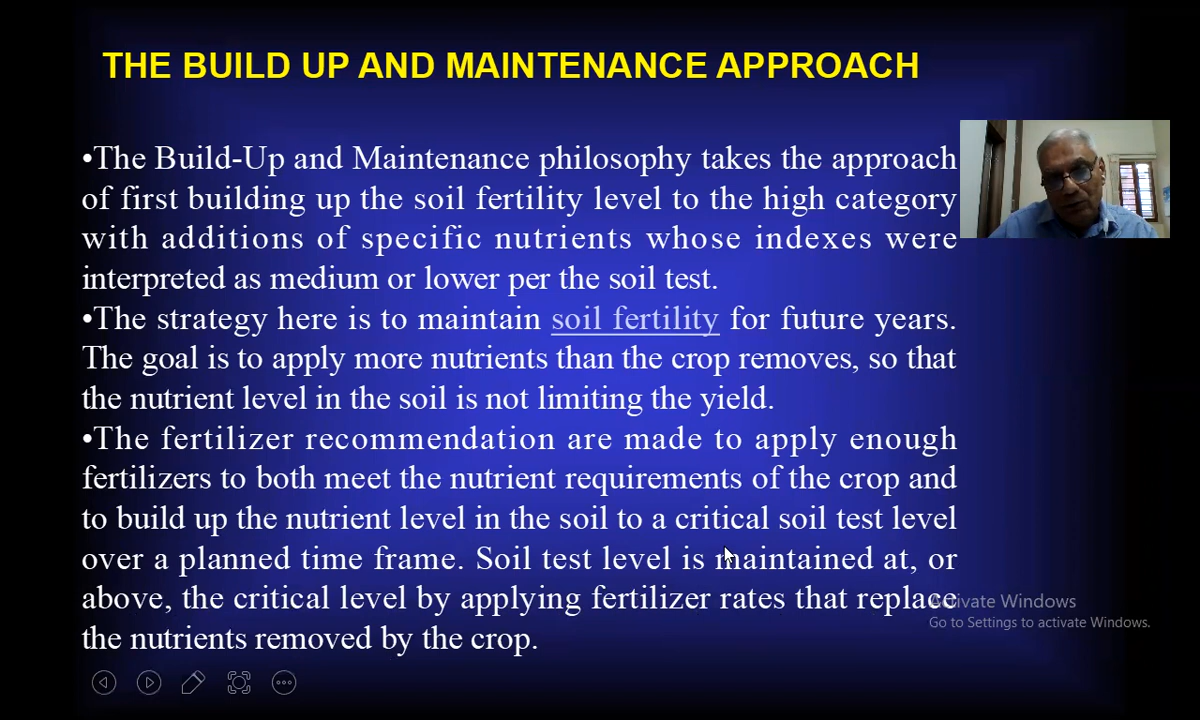 THE BUILD UP AND MAINTENANCE APPROACH
•The Build-Up and Maintenance philosophy takes the approach
of first building up the soil fertility level to the high category
with additions of specific nutrients whose indexes were
interpreted as medium or lower per the soil test.
•The strategy here is to maintain soil fertility for future years.
The goal is to apply more nutrients than the crop removes, so that
the nutrient level in the soil is not limiting the yield.
•The fertilizer recommendation are made to apply enough
fertilizers to both meet the nutrient requirements of the crop and
to build up the nutrient level in the soil to a critical soil test level
over a planned time frame. Soil test level is maintained at, or
above, the critical level by applying fertilizer rates that replace
the nutrients removed by the crop.
Activate Windows
Go to Settings to activate Windows.